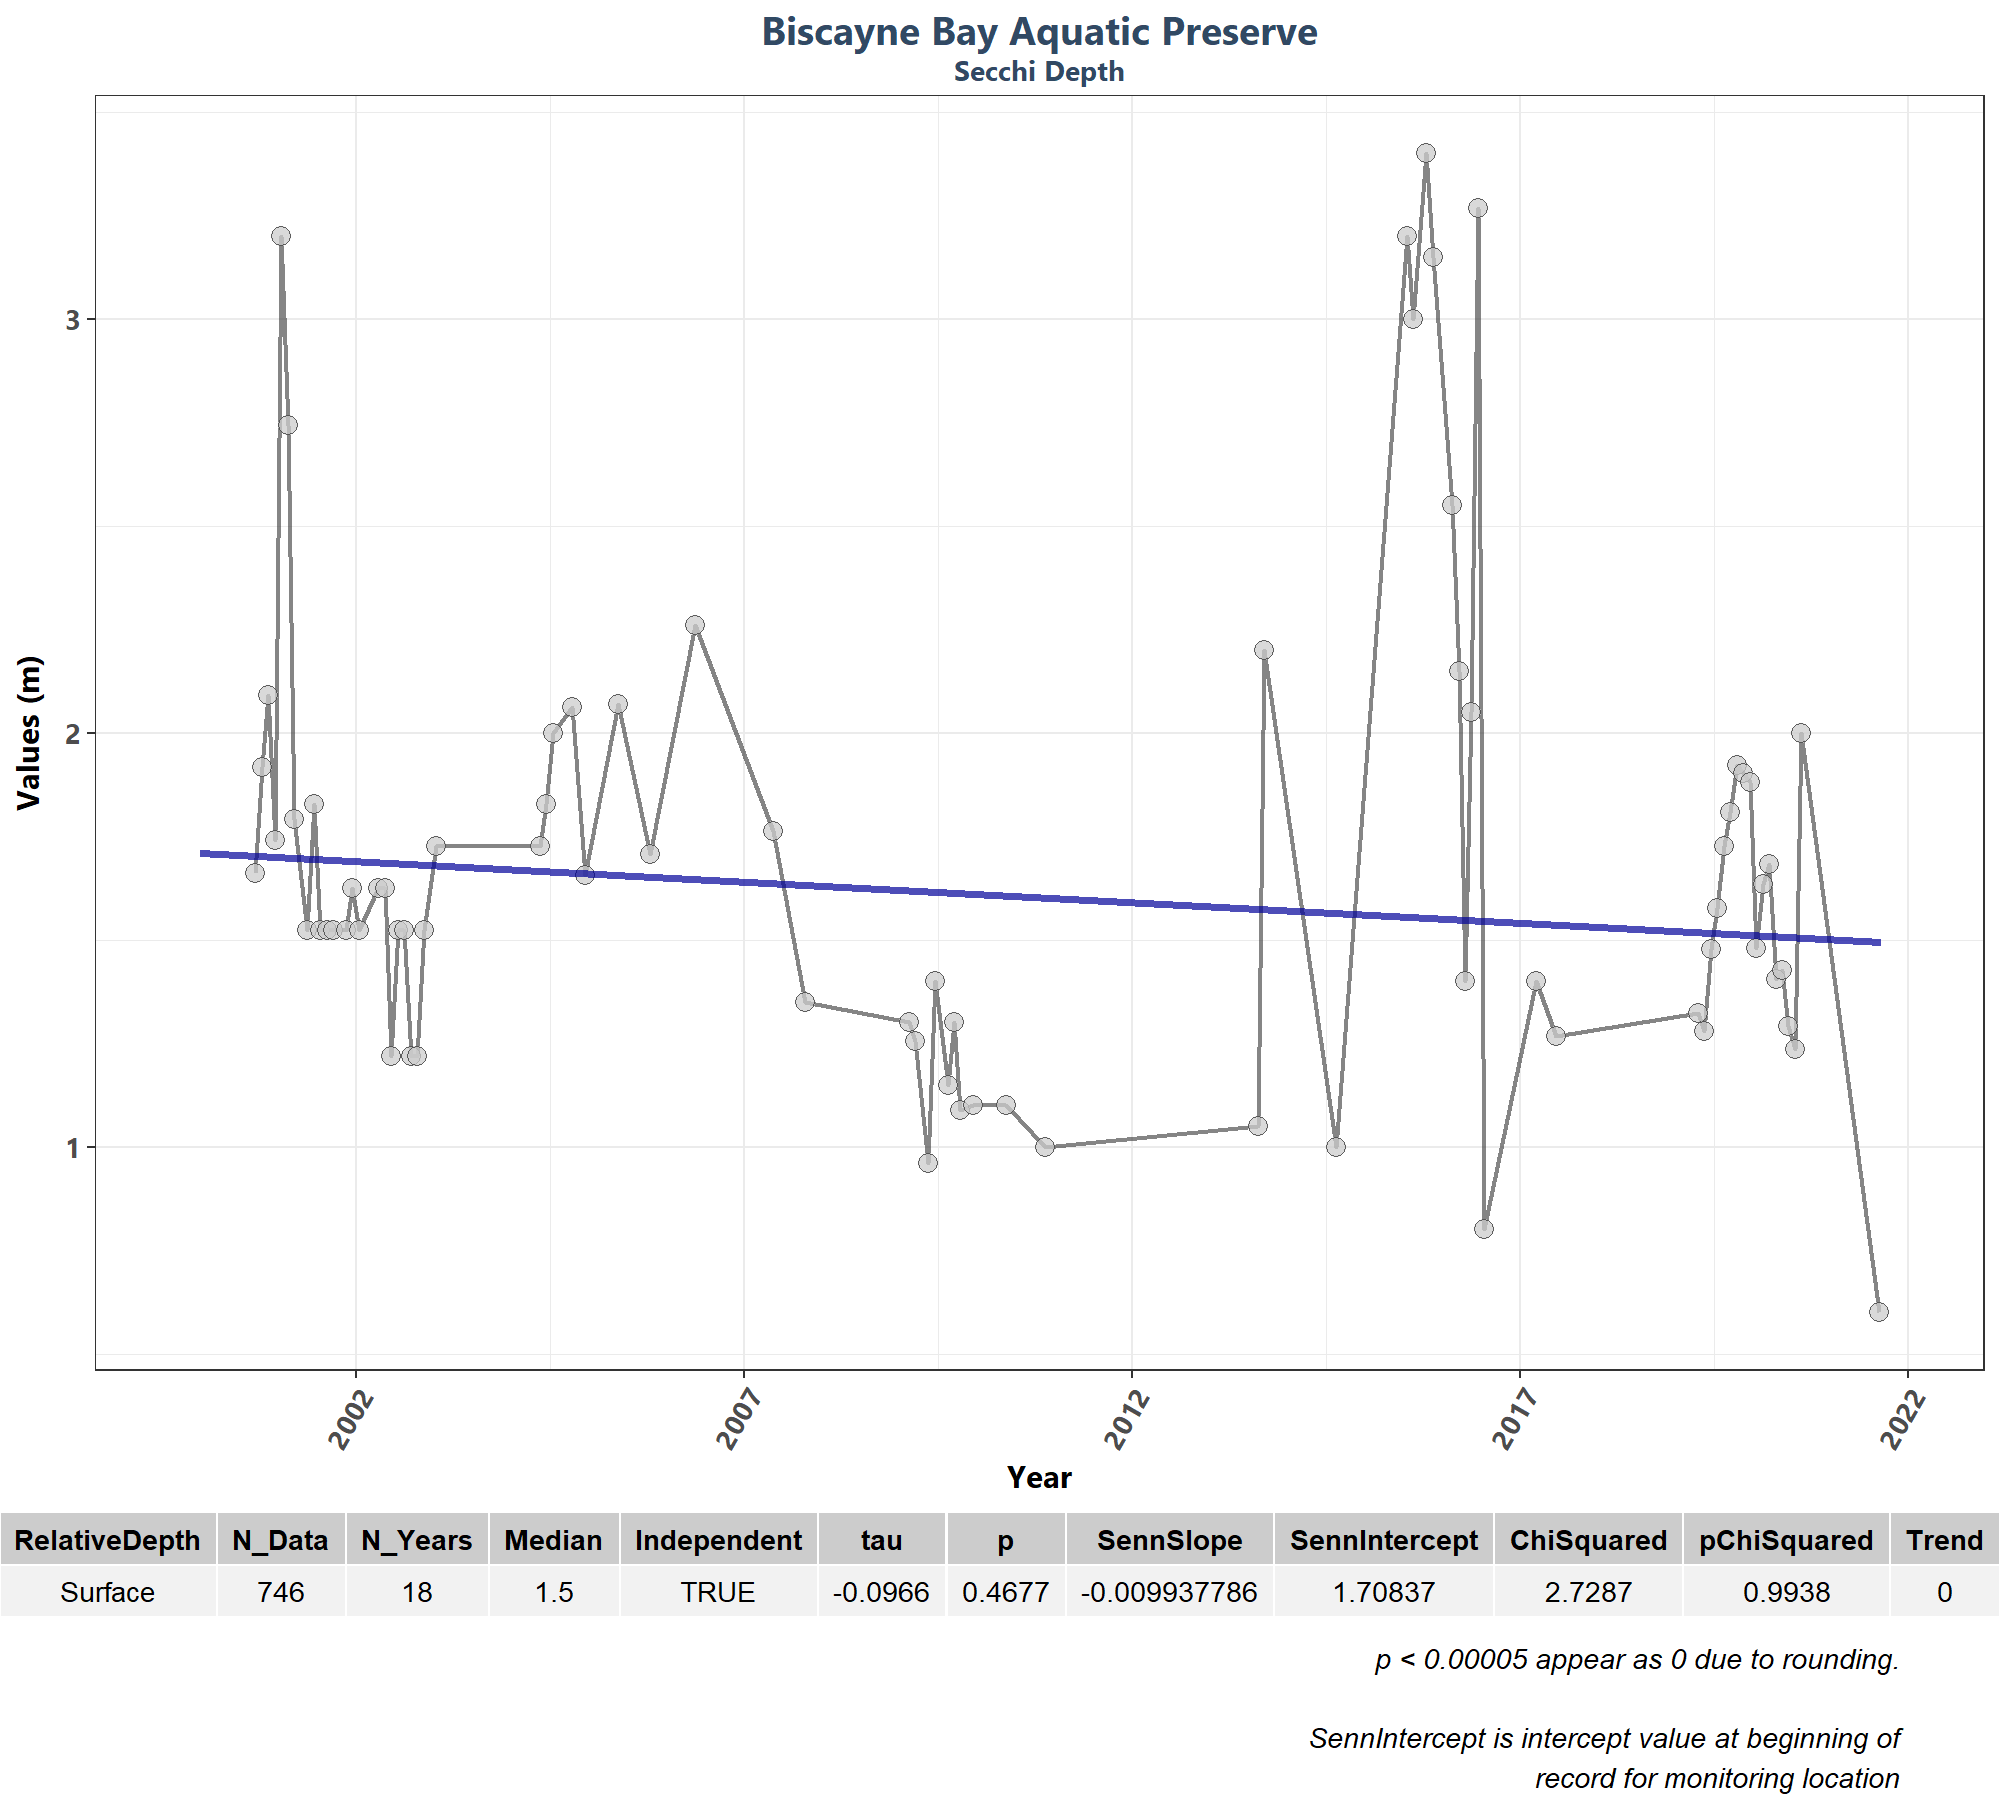 Biscayne Bay Aquatic Preserve
Secchi Depth
Values (m)
3
2
1
2002 2007 2012 2017 2022
Year
RelativeDepth N_Data N_Years Median Independent tau p SennSlope SennIntercept ChiSquared pChiSquared Trend
Surface 746 18 1.5 TRUE -0.0966 0.4677 -0.009937786 1.70837 2.7287 0.9938 0
p < 0.00005 appear as 0 due to rounding.
SennIntercept is intercept value at beginning of
record for monitoring location